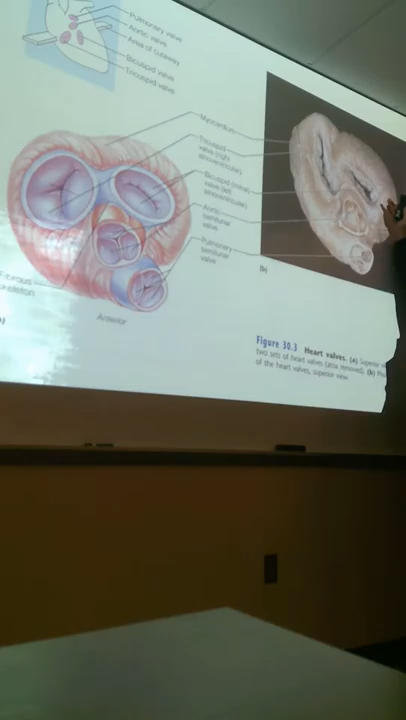 Pulmonary valve
Aortic valve
Area of cutaway
Bicuspid valve
Tricuspid valve
Myocardium
Tricuspid
valve (right
atrioventricular)
Bicuspid (mitral)
valve (left
atrioventricular)
Aortic
semilunar
valve
Pulmonary
semilunar
valve
Fibrous
skeleton
Anterior
(b)
Figure 30.3 Heart valves. (a) Superior
two sets of heart valves (atria removed). (b)
of the heart valves, superior view.